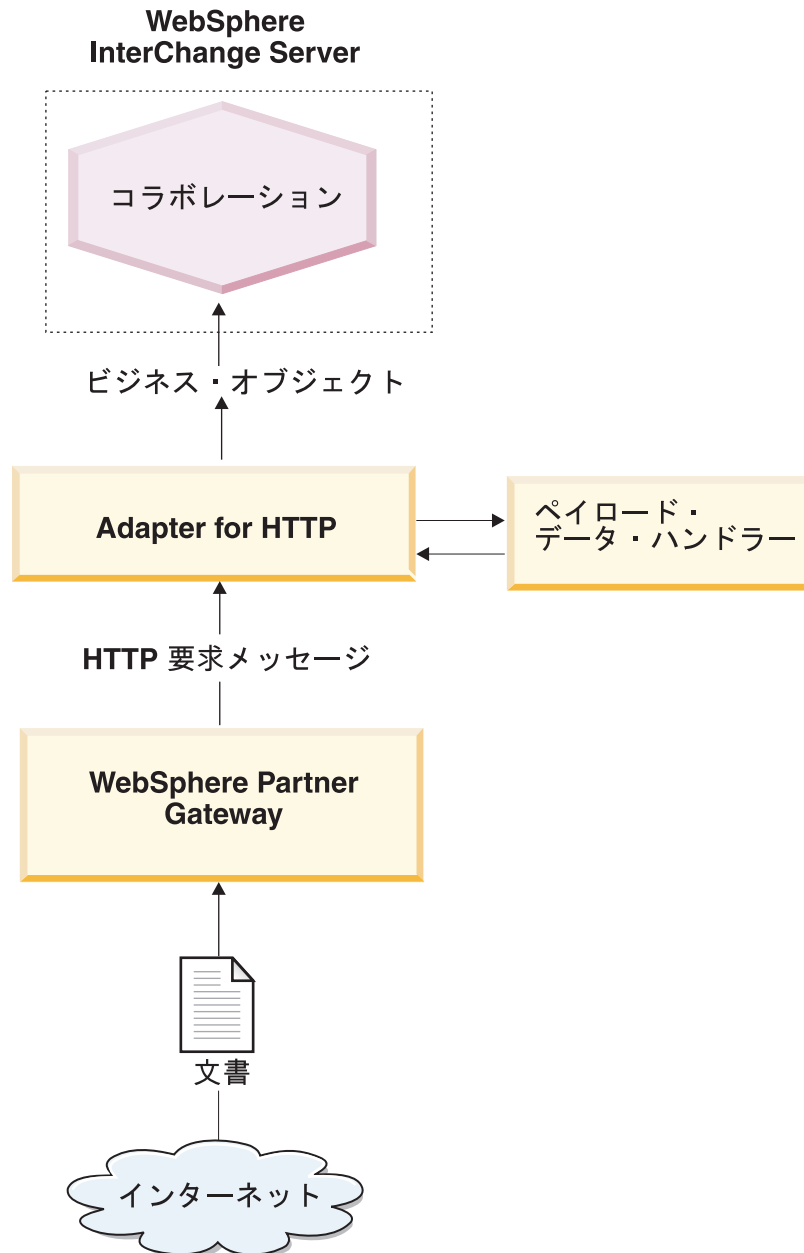 WebSphere
InterChange Server
コラボレーション
ビジネス・オブジェクト
Adapter for HTTP
ペイロード・
データ・ハンドラー
HTTP 要求メッセージ
WebSphere Partner
Gateway
文書
インターネット